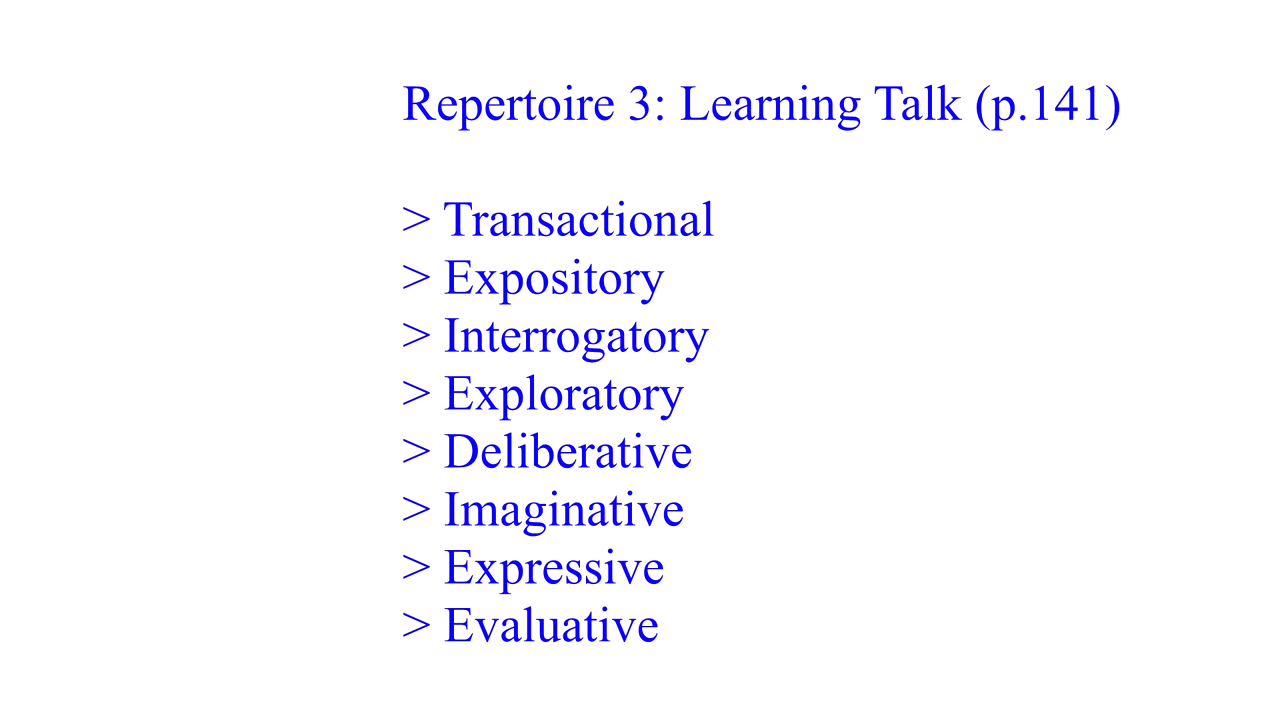 Repertoire 3: Learning Talk (p.141)
> Transactional
> Expository
> Interrogatory
> Exploratory
> Deliberative
> Imaginative
> Expressive
> Evaluative